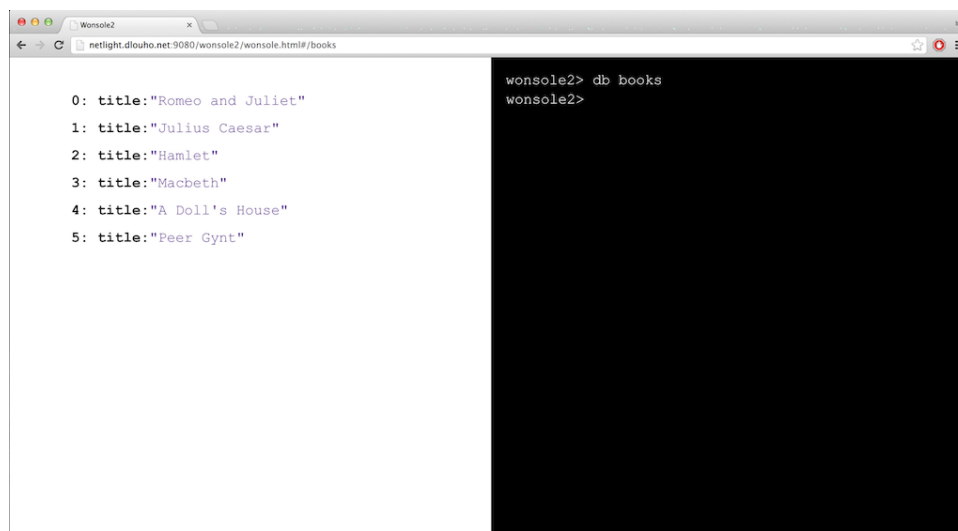 Wonsole2
netlight.dlouho.net:9080/wonsole2/wonsole.html#/books
0: title:"Romeo and Juliet"
1: title:"Julius Caesar"
2: title:"Hamlet"
3: title:"Macbeth"
4: title:"A Doll's House"
5: title:"Peer Gynt"
wonsole2> db books
wonsole2>